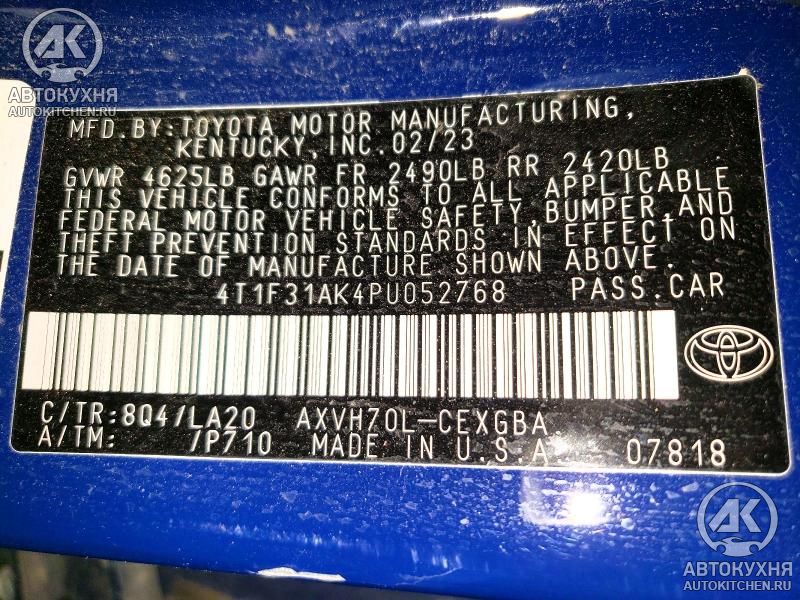 АК
АВТОКУХНЯ
AUTOKITCHEN.RU
MFD.BY:TOYOTA MOTOR MANUFACTURING,
KENTUCKY,INC.02/23
GVWR 4625LB GAWR FR 2490LB RR 2420LB
THIS VEHICLE CONFORMS TO ALL APPLICABLE
FEDERAL MOTOR VEHICLE SAFETY,BUMPER,AND
THEFT PREVENTION STANDARDS IN EFFECT ON
THE DATE OF MANUFACTURE SHOWN ABOVE.
4T1F31AK4PU052768 PASS.CAR
C/TR:8Q4/LA20 AXVH70L-CEXGBA
A/TM: /P710 MADE IN U.S.A 07818
АК
АВТОКУХНЯ
AUTOKITCHEN.RU